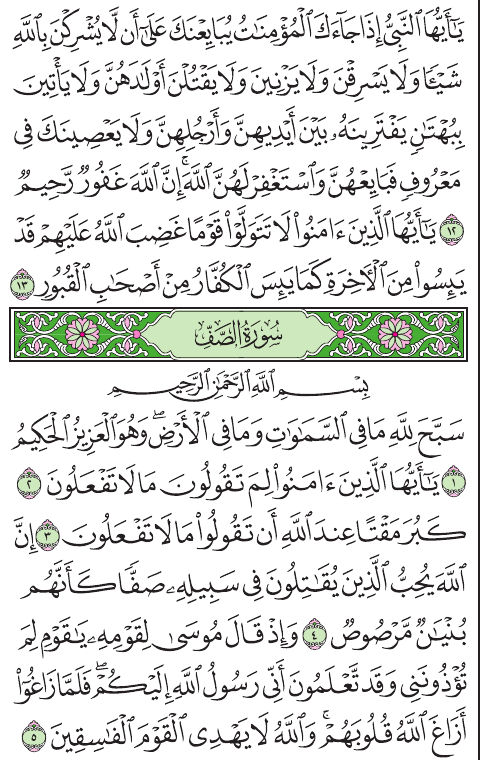 يَـٰٓأَيُّهَا ٱلنَّبِيُّ إِذَا جَآءَكَ ٱلۡمُؤۡمِنَـٰتُ يُبَايِعۡنَكَ عَلَىٰٓ أَن لَّا يُشۡرِكۡنَ بِٱللَّهِ
شَيۡـٔٗا وَلَا يَسۡرِقۡنَ وَلَا يَزۡنِينَ وَلَا يَقۡتُلۡنَ أَوۡلَـٰدَهُنَّ وَلَا يَأۡتِينَ
بِبُهۡتَـٰنٖ يَفۡتَرِينَهُۥ بَيۡنَ أَيۡدِيهِنَّ وَأَرۡجُلِهِنَّ وَلَا يَعۡصِينَكَ فِي
مَعۡرُوفٖ فَبَايِعۡهُنَّ وَٱسۡتَغۡفِرۡ لَهُنَّ ٱللَّهَۚ إِنَّ ٱللَّهَ غَفُورٞ رَّحِيمٞ
١٢ يَـٰٓأَيُّهَا ٱلَّذِينَ ءَامَنُواْ لَا تَتَوَلَّوۡاْ قَوۡمًا غَضِبَ ٱللَّهُ عَلَيۡهِمۡ قَدۡ
يَئِسُواْ مِنَ ٱلۡأٓخِرَةِ كَمَا يَئِسَ ٱلۡكُفَّارُ مِنۡ أَصۡحَـٰبِ ٱلۡقُبُورِ ١٣
سُورَةُ الصَّفِّ
بِسۡمِ ٱللَّهِ ٱلرَّحۡمَـٰنِ ٱلرَّحِيمِ
سَبَّحَ لِلَّهِ مَا فِي ٱلسَّمَـٰوَٰتِ وَمَا فِي ٱلۡأَرۡضِۖ وَهُوَ ٱلۡعَزِيزُ ٱلۡحَكِيمُ
١ يَـٰٓأَيُّهَا ٱلَّذِينَ ءَامَنُواْ لِمَ تَقُولُونَ مَا لَا تَفۡعَلُونَ ٢
كَبُرَ مَقۡتًا عِندَ ٱللَّهِ أَن تَقُولُواْ مَا لَا تَفۡعَلُونَ ٣ إِنَّ
ٱللَّهَ يُحِبُّ ٱلَّذِينَ يُقَـٰتِلُونَ فِي سَبِيلِهِۦ صَفّٗا كَأَنَّهُم
بُنۡيَـٰنٞ مَّرۡصُوصٞ ٤ وَإِذۡ قَالَ مُوسَىٰ لِقَوۡمِهِۦ يَـٰقَوۡمِ لِمَ
تُؤۡذُونَنِي وَقَد تَّعۡلَمُونَ أَنِّي رَسُولُ ٱللَّهِ إِلَيۡكُمۡۖ فَلَمَّا زَاغُوٓاْ
أَزَاغَ ٱللَّهُ قُلُوبَهُمۡۚ وَٱللَّهُ لَا يَهۡدِي ٱلۡقَوۡمَ ٱلۡفَـٰسِقِينَ ٥